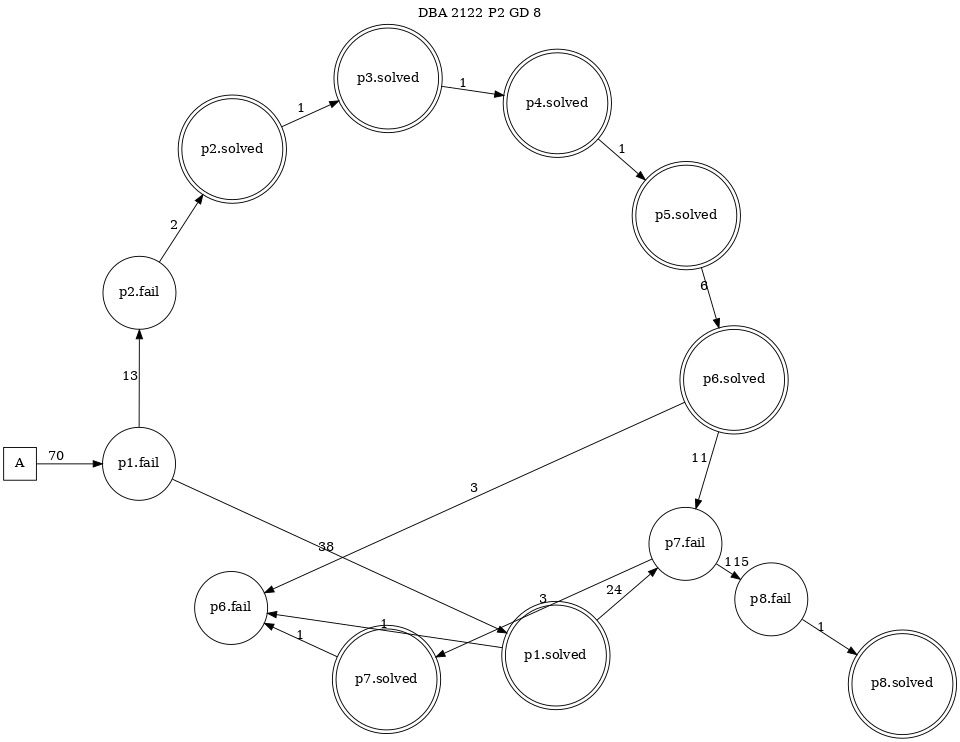 DBA 2122 P2 GD 8
p3.solved
1
p4.solved
1
p2.solved
1
p5.solved
2
6
p2.fail
13
p6.solved
A
70
p1.fail
11
3
38
p7.fail
115
24
p8.fail
3
p6.fail
1
1
1
p1.solved
p7.solved
p8.solved